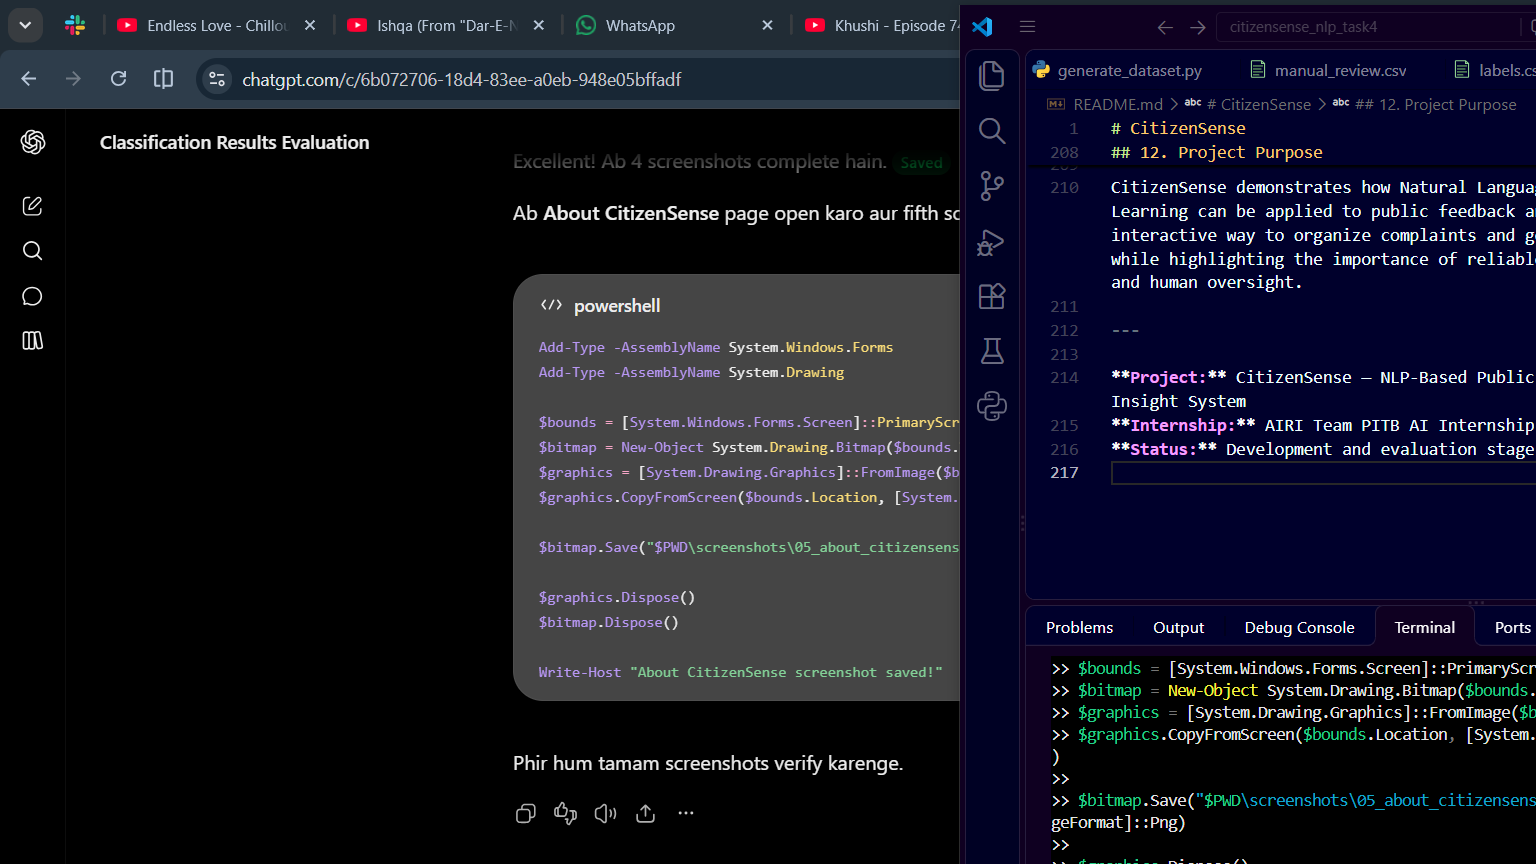 Endless Love - Chillou
Ishqa (From "Dar-E-N
WhatsApp
Khushi - Episode 74
chatgpt.com/c/6b072706-18d4-83ee-a0eb-948e05bffadf
Classification Results Evaluation
Excellent! Ab 4 screenshots complete hain. Saved
Ab About CitizenSense page open karo aur fifth sc
powershell
Add-Type -AssemblyName System.Windows.Forms
Add-Type -AssemblyName System.Drawing
$bounds = [System.Windows.Forms.Screen]::PrimaryScr
$bitmap = New-Object System.Drawing.Bitmap($bounds.
$graphics = [System.Drawing.Graphics]::FromImage($b
$graphics.CopyFromScreen($bounds.Location, [System.
$bitmap.Save("$PWD\screenshots\05_about_citizensens
$graphics.Dispose()
$bitmap.Dispose()
Write-Host "About CitizenSense screenshot saved!"
Phir hum tamam screenshots verify karenge.
citizensense_nlp_task4
generate_dataset.py
manual_review.csv
labels.cs
README.md > abc # CitizenSense > abc ## 12. Project Purpose
1 # CitizenSense
208 ## 12. Project Purpose
210 CitizenSense demonstrates how Natural Languag
Learning can be applied to public feedback a
interactive way to organize complaints and g
while highlighting the importance of reliabl
and human oversight.
211
212 ---
213
214 **Project:** CitizenSense — NLP-Based Public
Insight System
215 **Internship:** AIRI Team PITB AI Internship
216 **Status:** Development and evaluation stage
217
Problems
Output
Debug Console
Terminal
Ports
>> $bounds = [System.Windows.Forms.Screen]::PrimaryScr
>> $bitmap = New-Object System.Drawing.Bitmap($bounds.
>> $graphics = [System.Drawing.Graphics]::FromImage($b
>> $graphics.CopyFromScreen($bounds.Location, [System.
)
>>
>> $bitmap.Save("$PWD\screenshots\05_about_citizensens
geFormat]::Png)
>>
>> $graphics.Dispose()